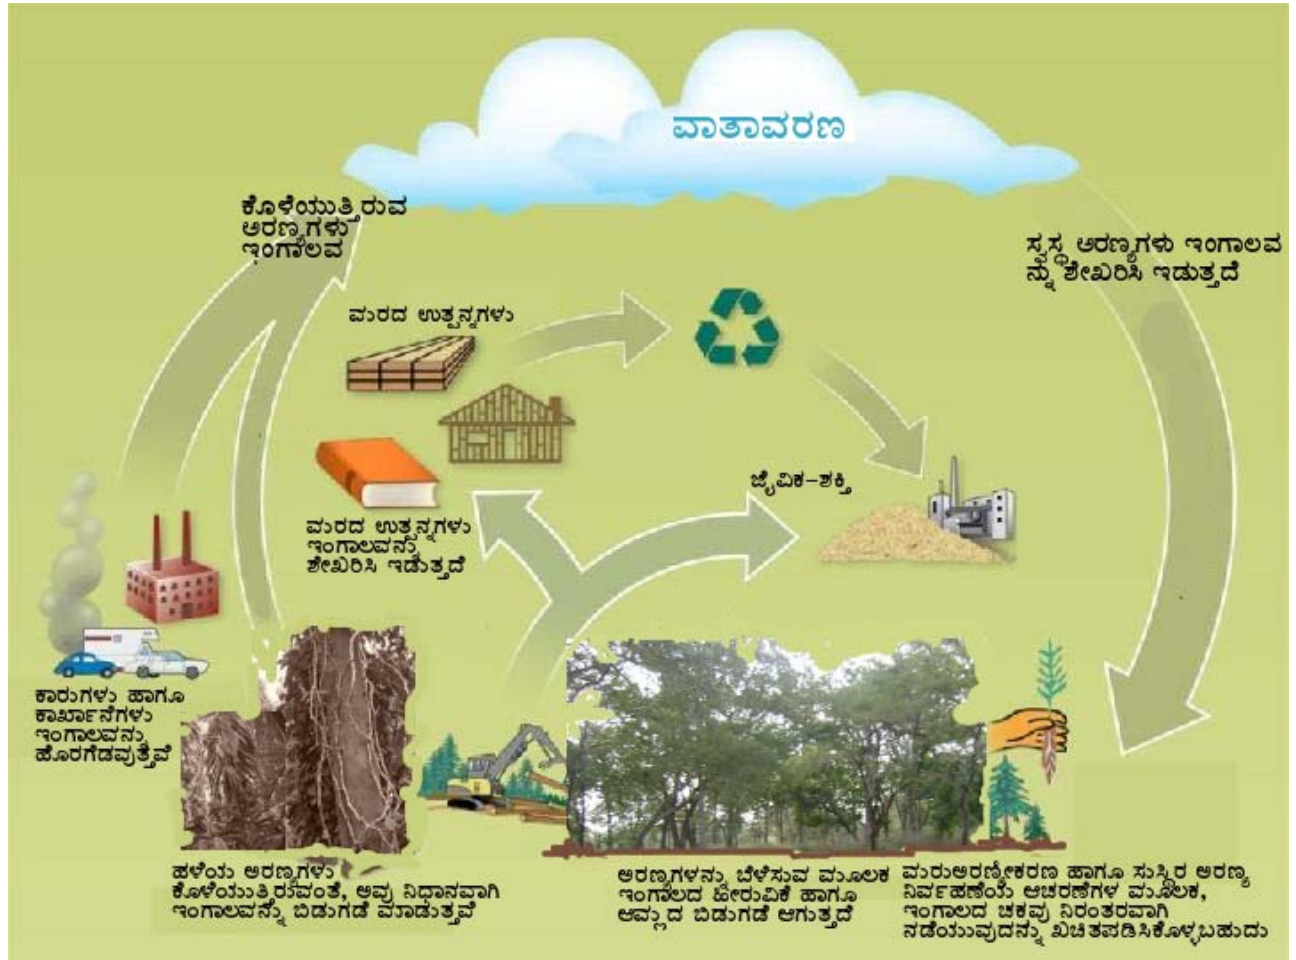 ವಾತಾವರಣ
ಕೊಳೆಯುತ್ತಿರುವ
ಅರಣ್ಯಗಳು
ಇಂಗಾಲವ
ಸ್ವಸ್ಥ ಅರಣ್ಯಗಳು ಇಂಗಾಲವ
ನ್ನು ಶೇಖರಿಸಿ ಇಡುತ್ತದೆ
ಮರದ ಉತ್ಪನ್ನಗಳು
ಜೈವಿಕ-ಶಕ್ತಿ
ಮರದ ಉತ್ಪನ್ನಗಳು
ಇಂಗಾಲವನ್ನು
ಶೇಖರಿಸಿ ಇಡುತ್ತದೆ
ಕಾರುಗಳು ಹಾಗೂ
ಕಾರ್ಖಾನೆಗಳು
ಇಂಗಾಲವನ್ನು
ಹೊರಗೆಡವುತ್ತವೆ
ಹಳೆಯ ಅರಣ್ಯಗಳು
ಕೊಳೆಯುತ್ತಿರುವಂತೆ, ಅವು ನಿಧಾನವಾಗಿ
ಇಂಗಾಲವನ್ನು ಬಿಡುಗಡೆ ಮಾಡುತ್ತವೆ
ಅರಣ್ಯಗಳನ್ನು ಬೆಳೆಸುವ ಮೂಲಕ
ಇಂಗಾಲದ ಹೀರುವಿಕೆ ಹಾಗೂ
ಆಮ್ಲದ ಬಿಡುಗಡೆ ಆಗುತ್ತದೆ
ಮರುಅರಣ್ಯೀಕರಣ ಹಾಗೂ ಸುಸ್ಥಿರ ಅರಣ್ಯ
ನಿರ್ವಹಣೆಯ ಆಚರಣೆಗಳ ಮೂಲಕ,
ಇಂಗಾಲದ ಚಕ್ರವು ನಿರಂತರವಾಗಿ
ನಡೆಯುವುದನ್ನು ಖಚಿತಪಡಿಸಿಕೊಳ್ಳಬಹುದು